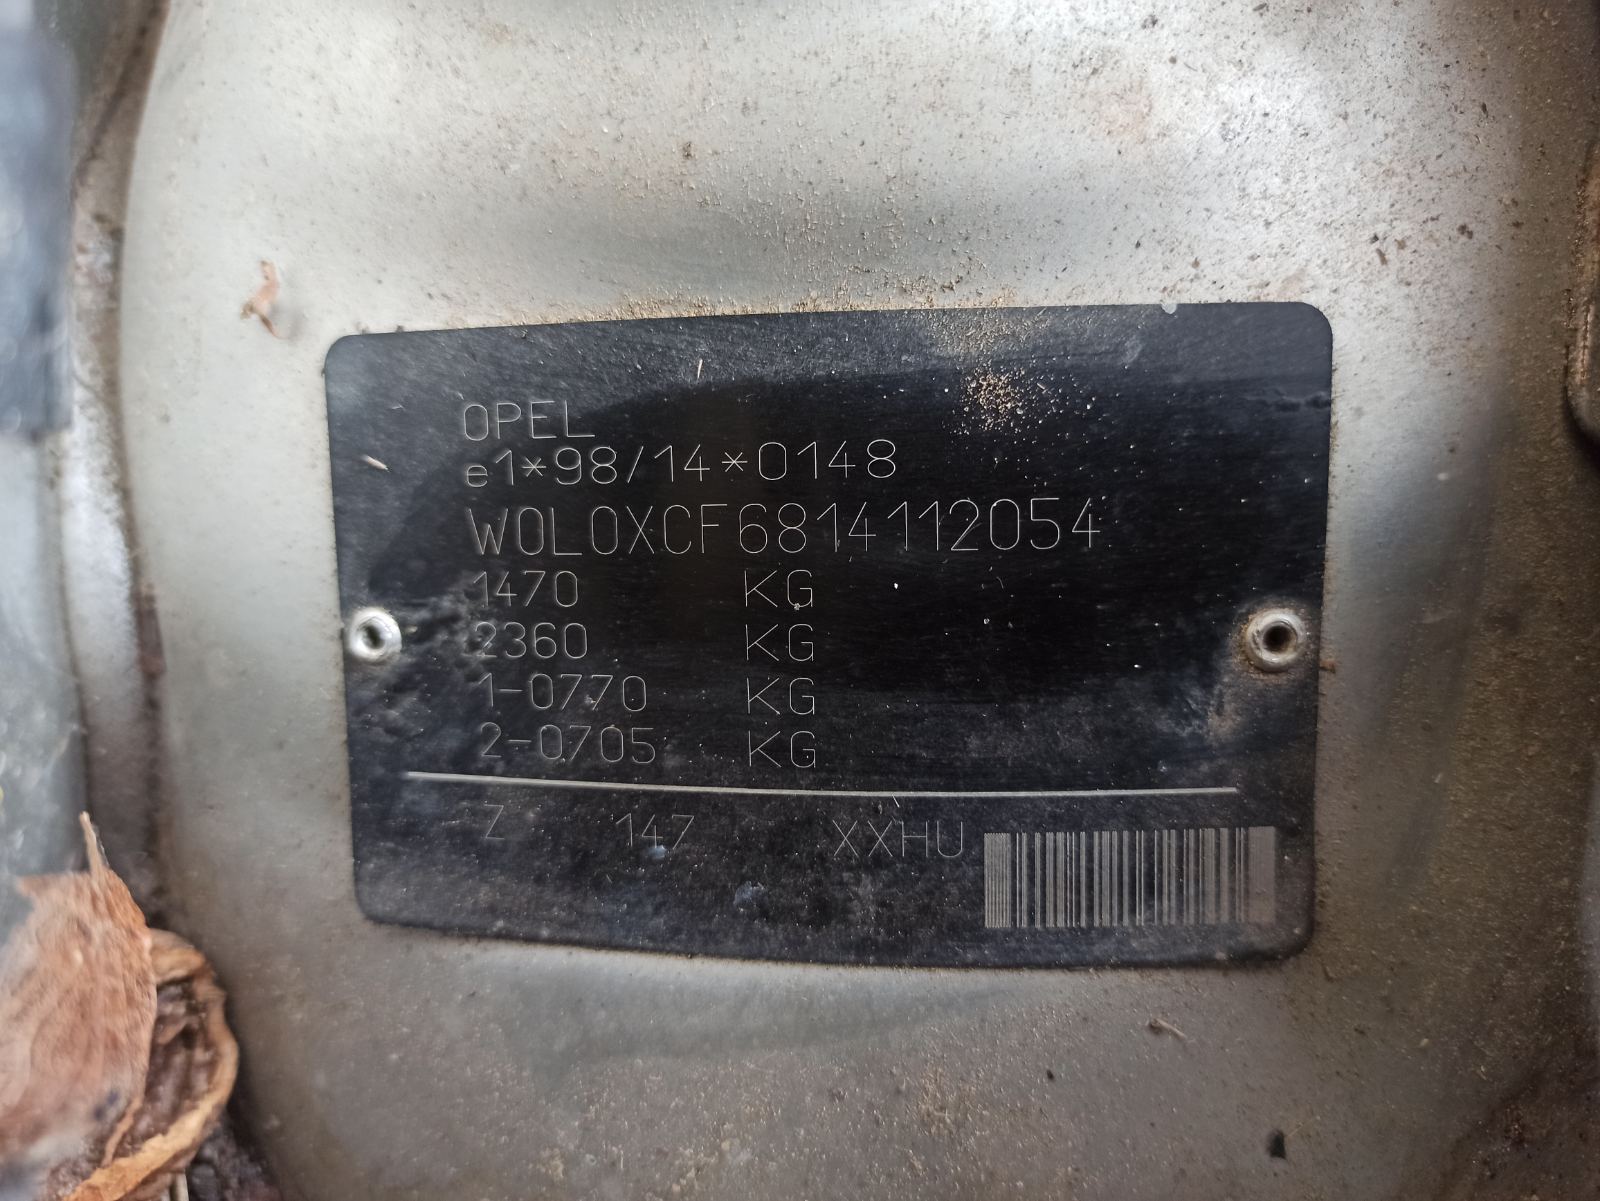 OPEL
e1*98/14*0148
W0L0XCF6814112054
1470 KG
2360 KG
1-0770 KG
2-0705 KG
Z 147 XXHU